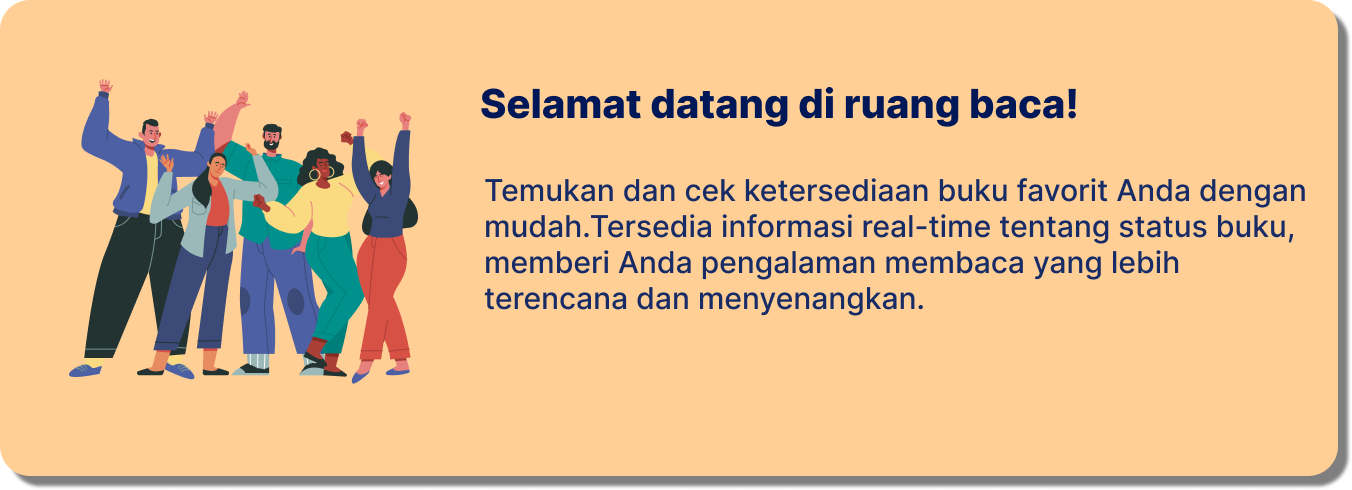 Selamat datang di ruang baca!
Temukan dan cek ketersediaan buku favorit Anda dengan
mudah.Tersedia informasi real-time tentang status buku,
memberi Anda pengalaman membaca yang lebih
terencana dan menyenangkan.